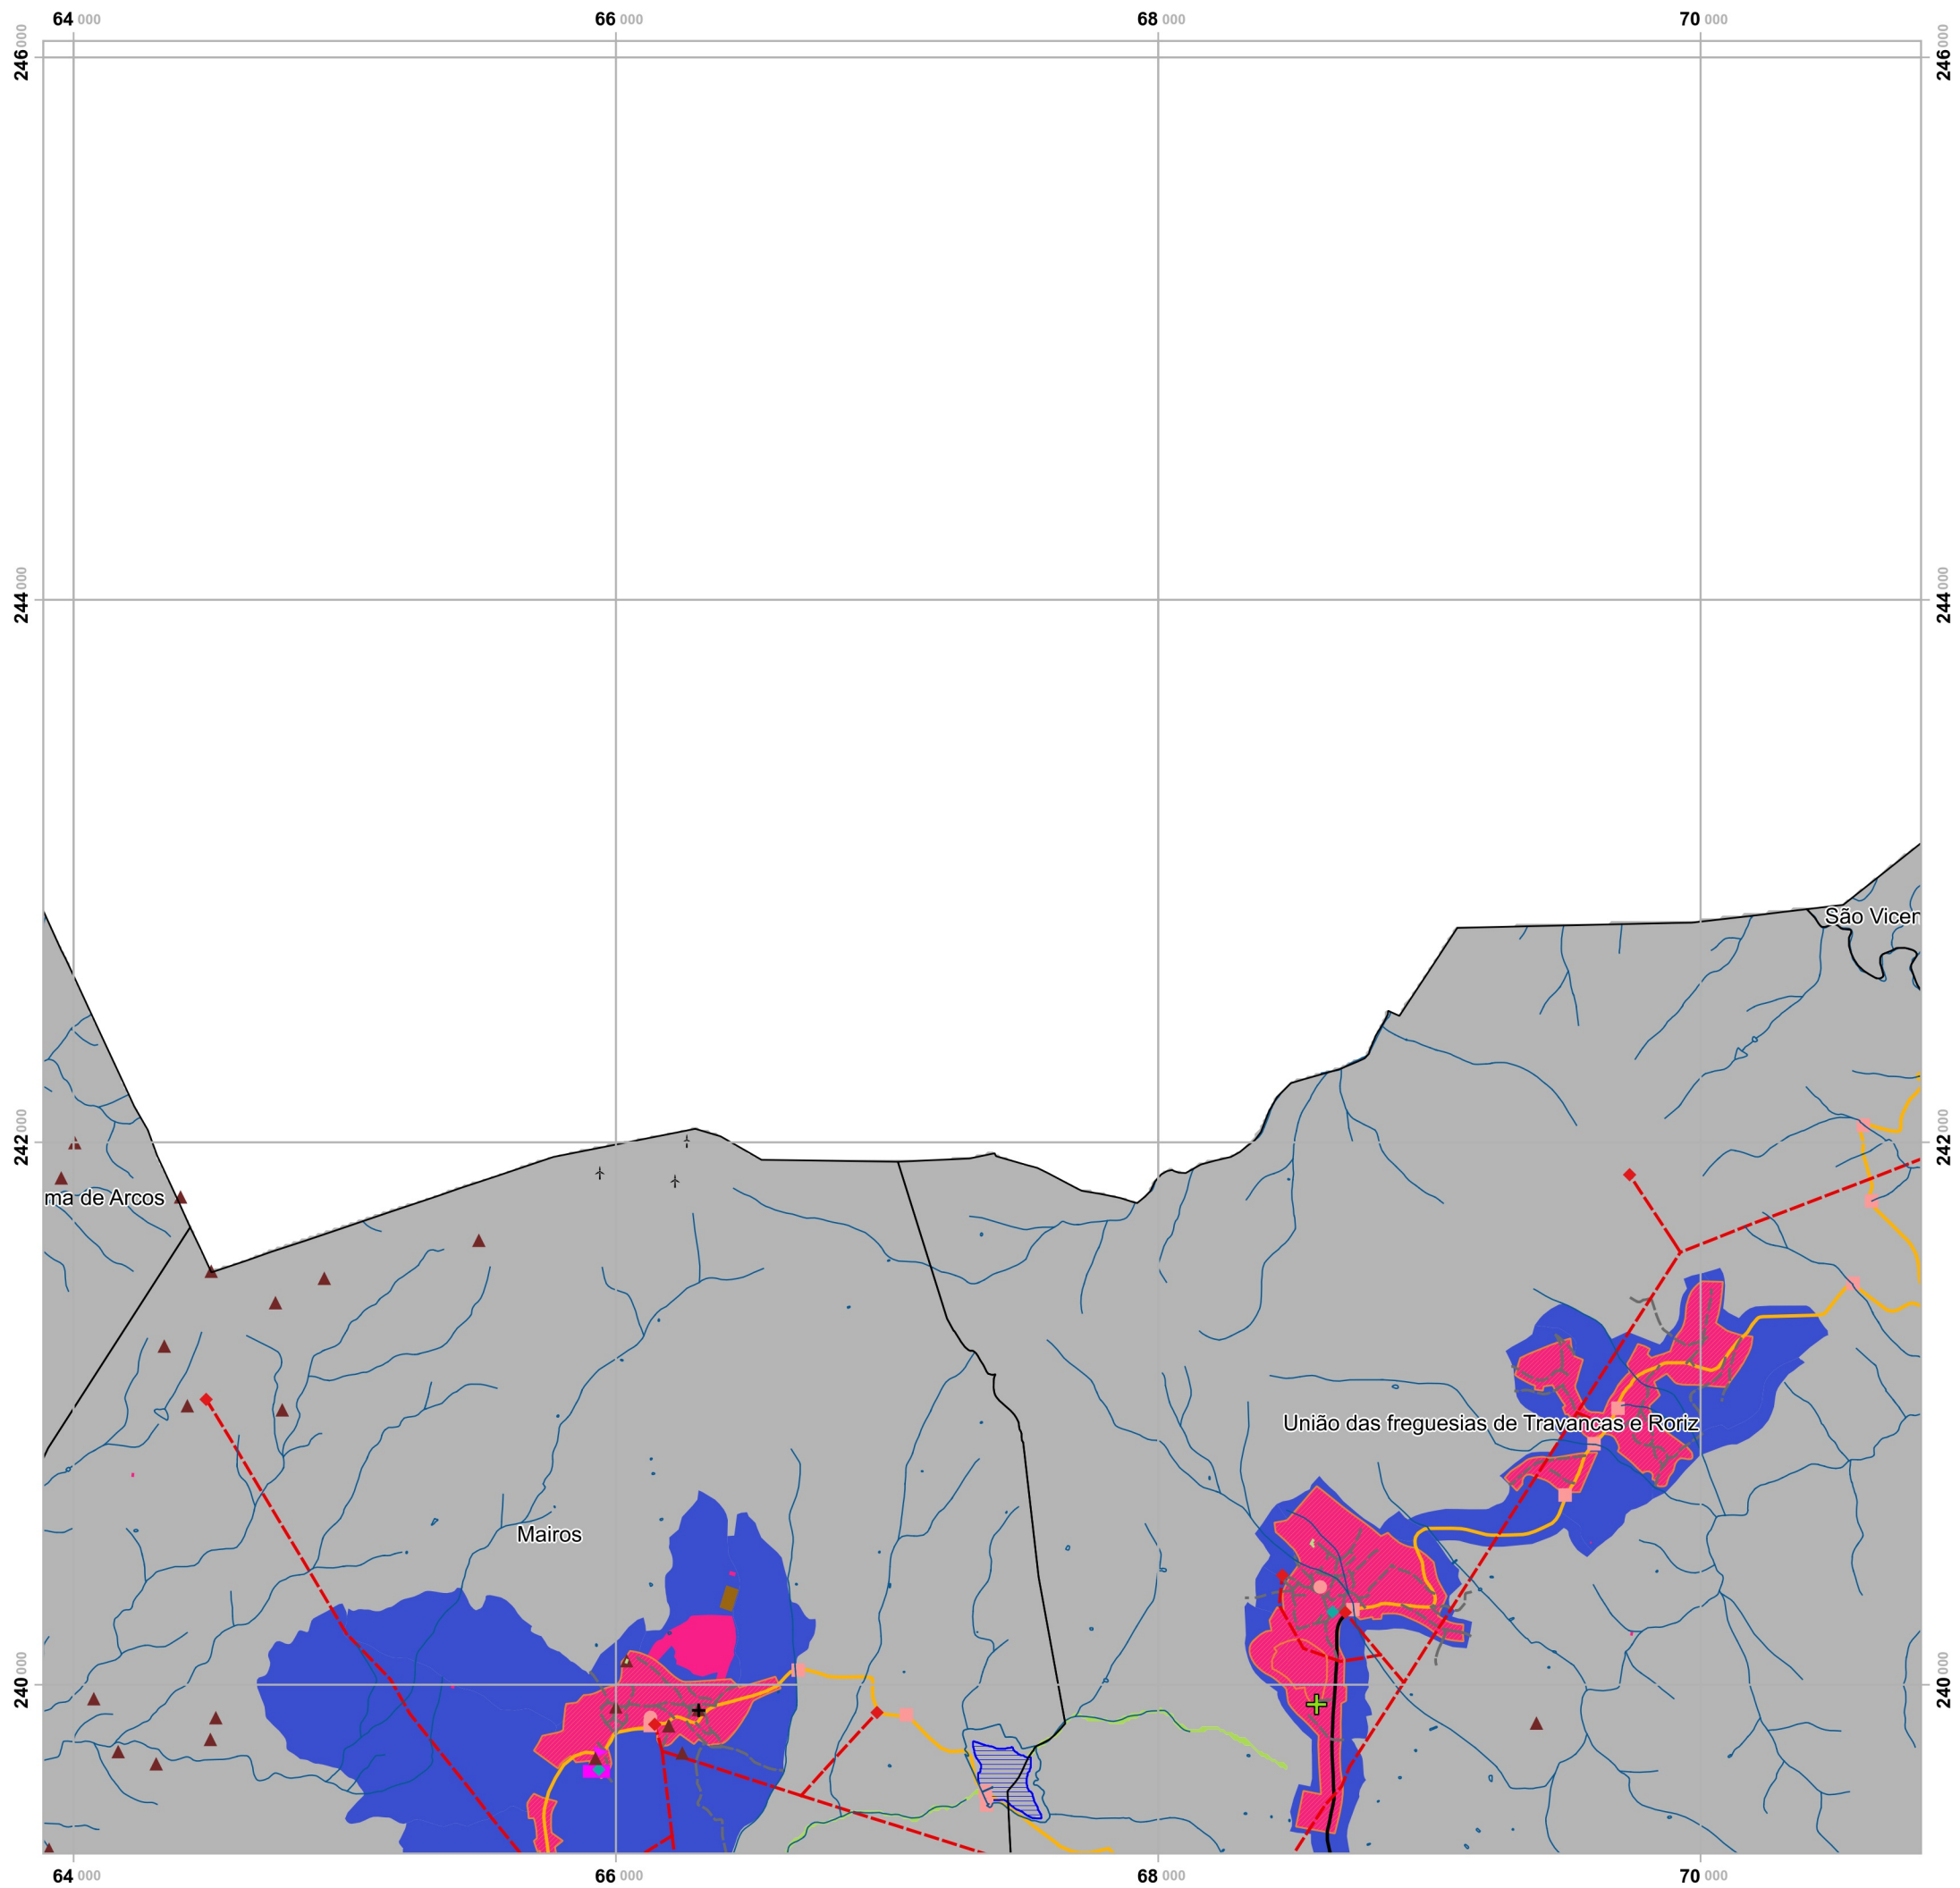 64 000 66 000 68 000 70 000
246 000 246 000
244 000 244 000
São Vicen
242 000 242 000
ma de Arcos
União das freguesias de Travancas e Roriz
Mairos
240 000 240 000
64 000 66 000 68 000 70 000